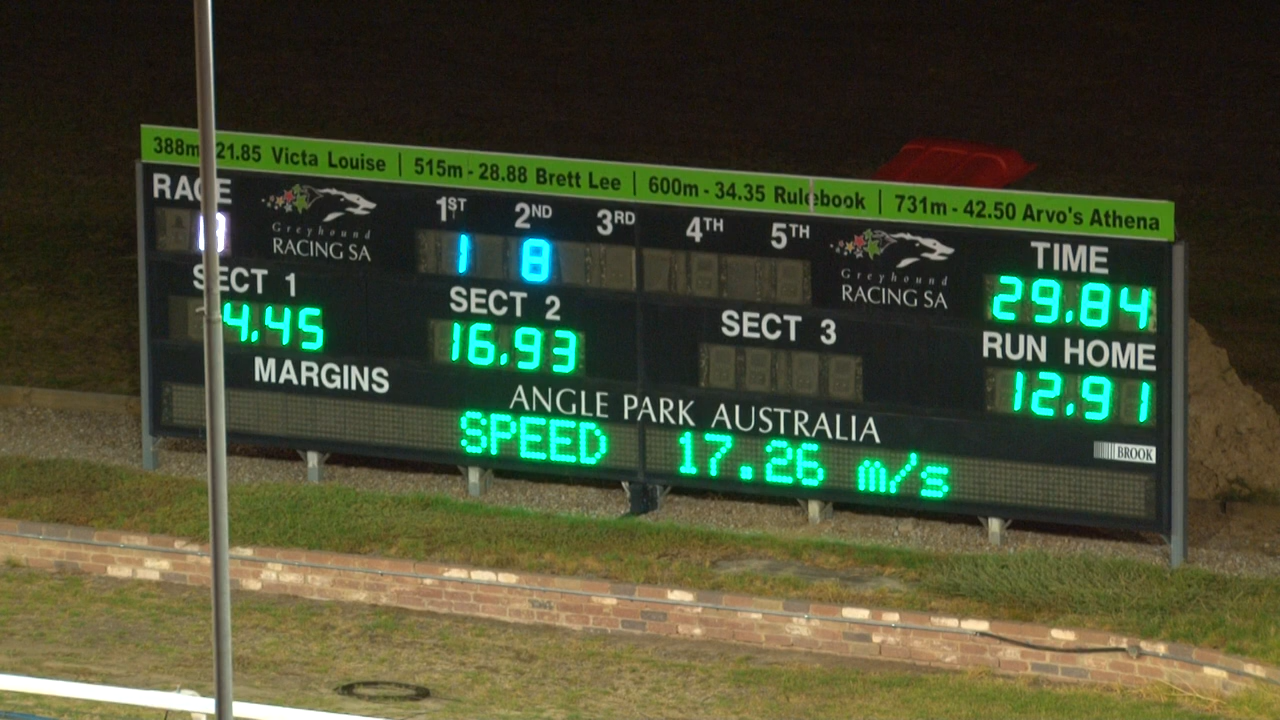 388m 21.85 Victa Louise | 515m - 28.88 Brett Lee | 600m - 34.35 Rulebook | 731m - 42.50 Arvo's Athena
RACE
Greyhound
RACING SA
1ST 2ND 3RD 4TH 5TH
1 8
Greyhound
RACING SA
TIME
29.84
SECT 1
4.45
SECT 2
16.93
SECT 3
RUN HOME
12.91
MARGINS
ANGLE PARK AUSTRALIA
SPEED 17.26 m/s
BROOK